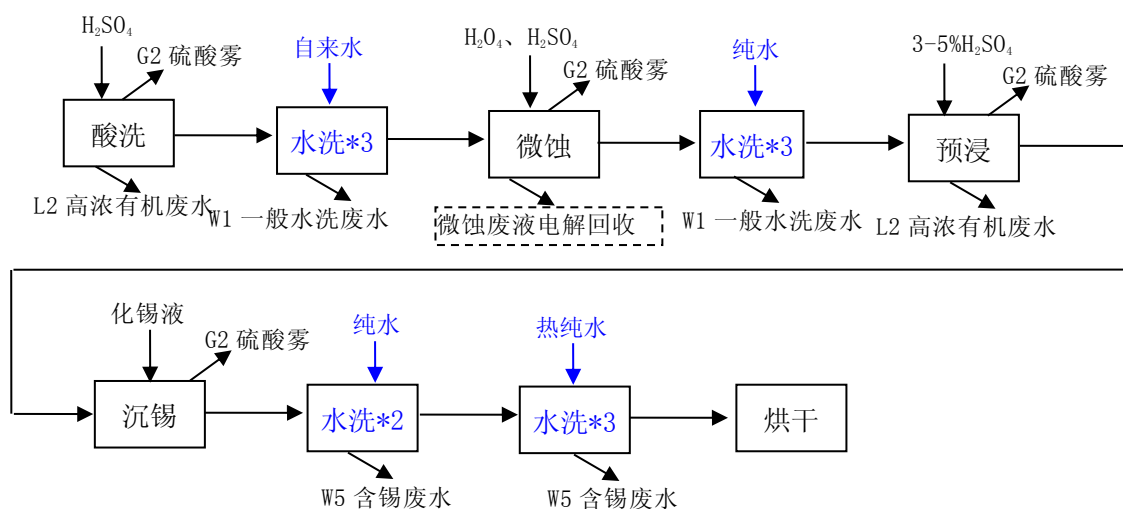 H₂SO₄
G2 硫酸雾
自来水
H₂O₄、H₂SO₄
G2 硫酸雾
纯水
3-5%H₂SO₄
G2 硫酸雾
酸洗
水洗*3
微蚀
水洗*3
预浸
L2 高浓有机废水
W1 一般水洗废水
微蚀废液电解回收
W1 一般水洗废水
L2 高浓有机废水
化锡液
G2 硫酸雾
纯水
热纯水
沉锡
水洗*2
水洗*3
烘干
W5 含锡废水
W5 含锡废水